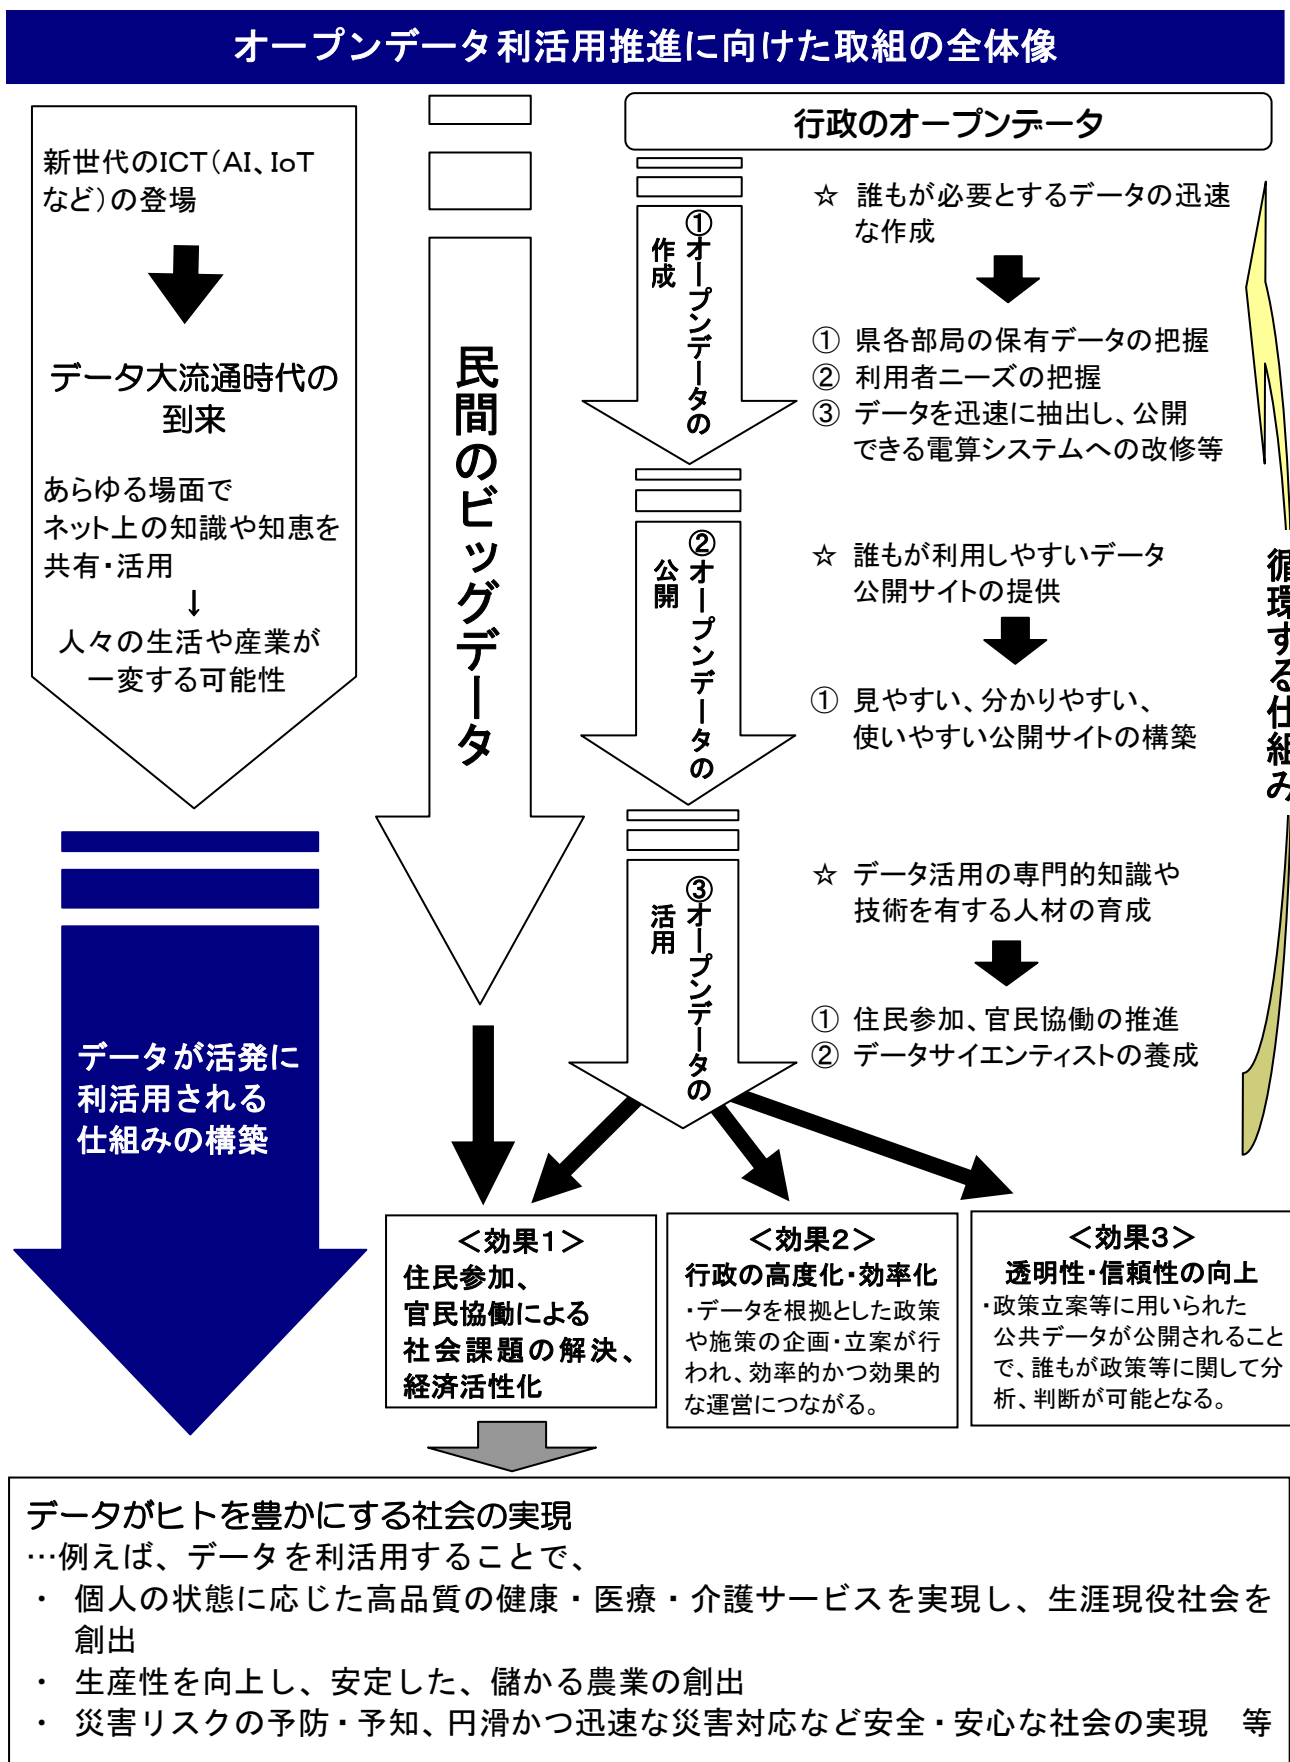 オープンデータ利活用推進に向けた取組の全体像
新世代のICT(AI、IoT
など)の登場
データ大流通時代の
到来
あらゆる場面で
ネット上の知識や知恵を
共有・活用
↓
人々の生活や産業が
一変する可能性
データが活発に
利活用される
仕組みの構築
民間のビッグデータ
行政のオープンデータ
①オープンデータの
作成
☆ 誰もが必要とするデータの迅速
な作成
① 県各部局の保有データの把握
② 利用者ニーズの把握
③ データを迅速に抽出し、公開
できる電算システムへの改修等
②オープンデータの
公開
☆ 誰もが利用しやすいデータ
公開サイトの提供
① 見やすい、分かりやすい、
使いやすい公開サイトの構築
③オープンデータの
活用
☆ データ活用の専門的知識や
技術を有する人材の育成
① 住民参加、官民協働の推進
② データサイエンティストの養成
循環する仕組み
＜効果１＞
住民参加、
官民協働による
社会課題の解決、
経済活性化
＜効果２＞
行政の高度化・効率化
・データを根拠とした政策
や施策の企画・立案が行
われ、効率的かつ効果的
な運営につながる。
＜効果３＞
透明性・信頼性の向上
・政策立案等に用いられた
公共データが公開されること
で、誰もが政策等に関して分
析、判断が可能となる。
データがヒトを豊かにする社会の実現
…例えば、データを利活用することで、
・ 個人の状態に応じた高品質の健康・医療・介護サービスを実現し、生涯現役社会を
創出
・ 生産性を向上し、安定した、儲かる農業の創出
・ 災害リスクの予防・予知、円滑かつ迅速な災害対応など安全・安心な社会の実現 等